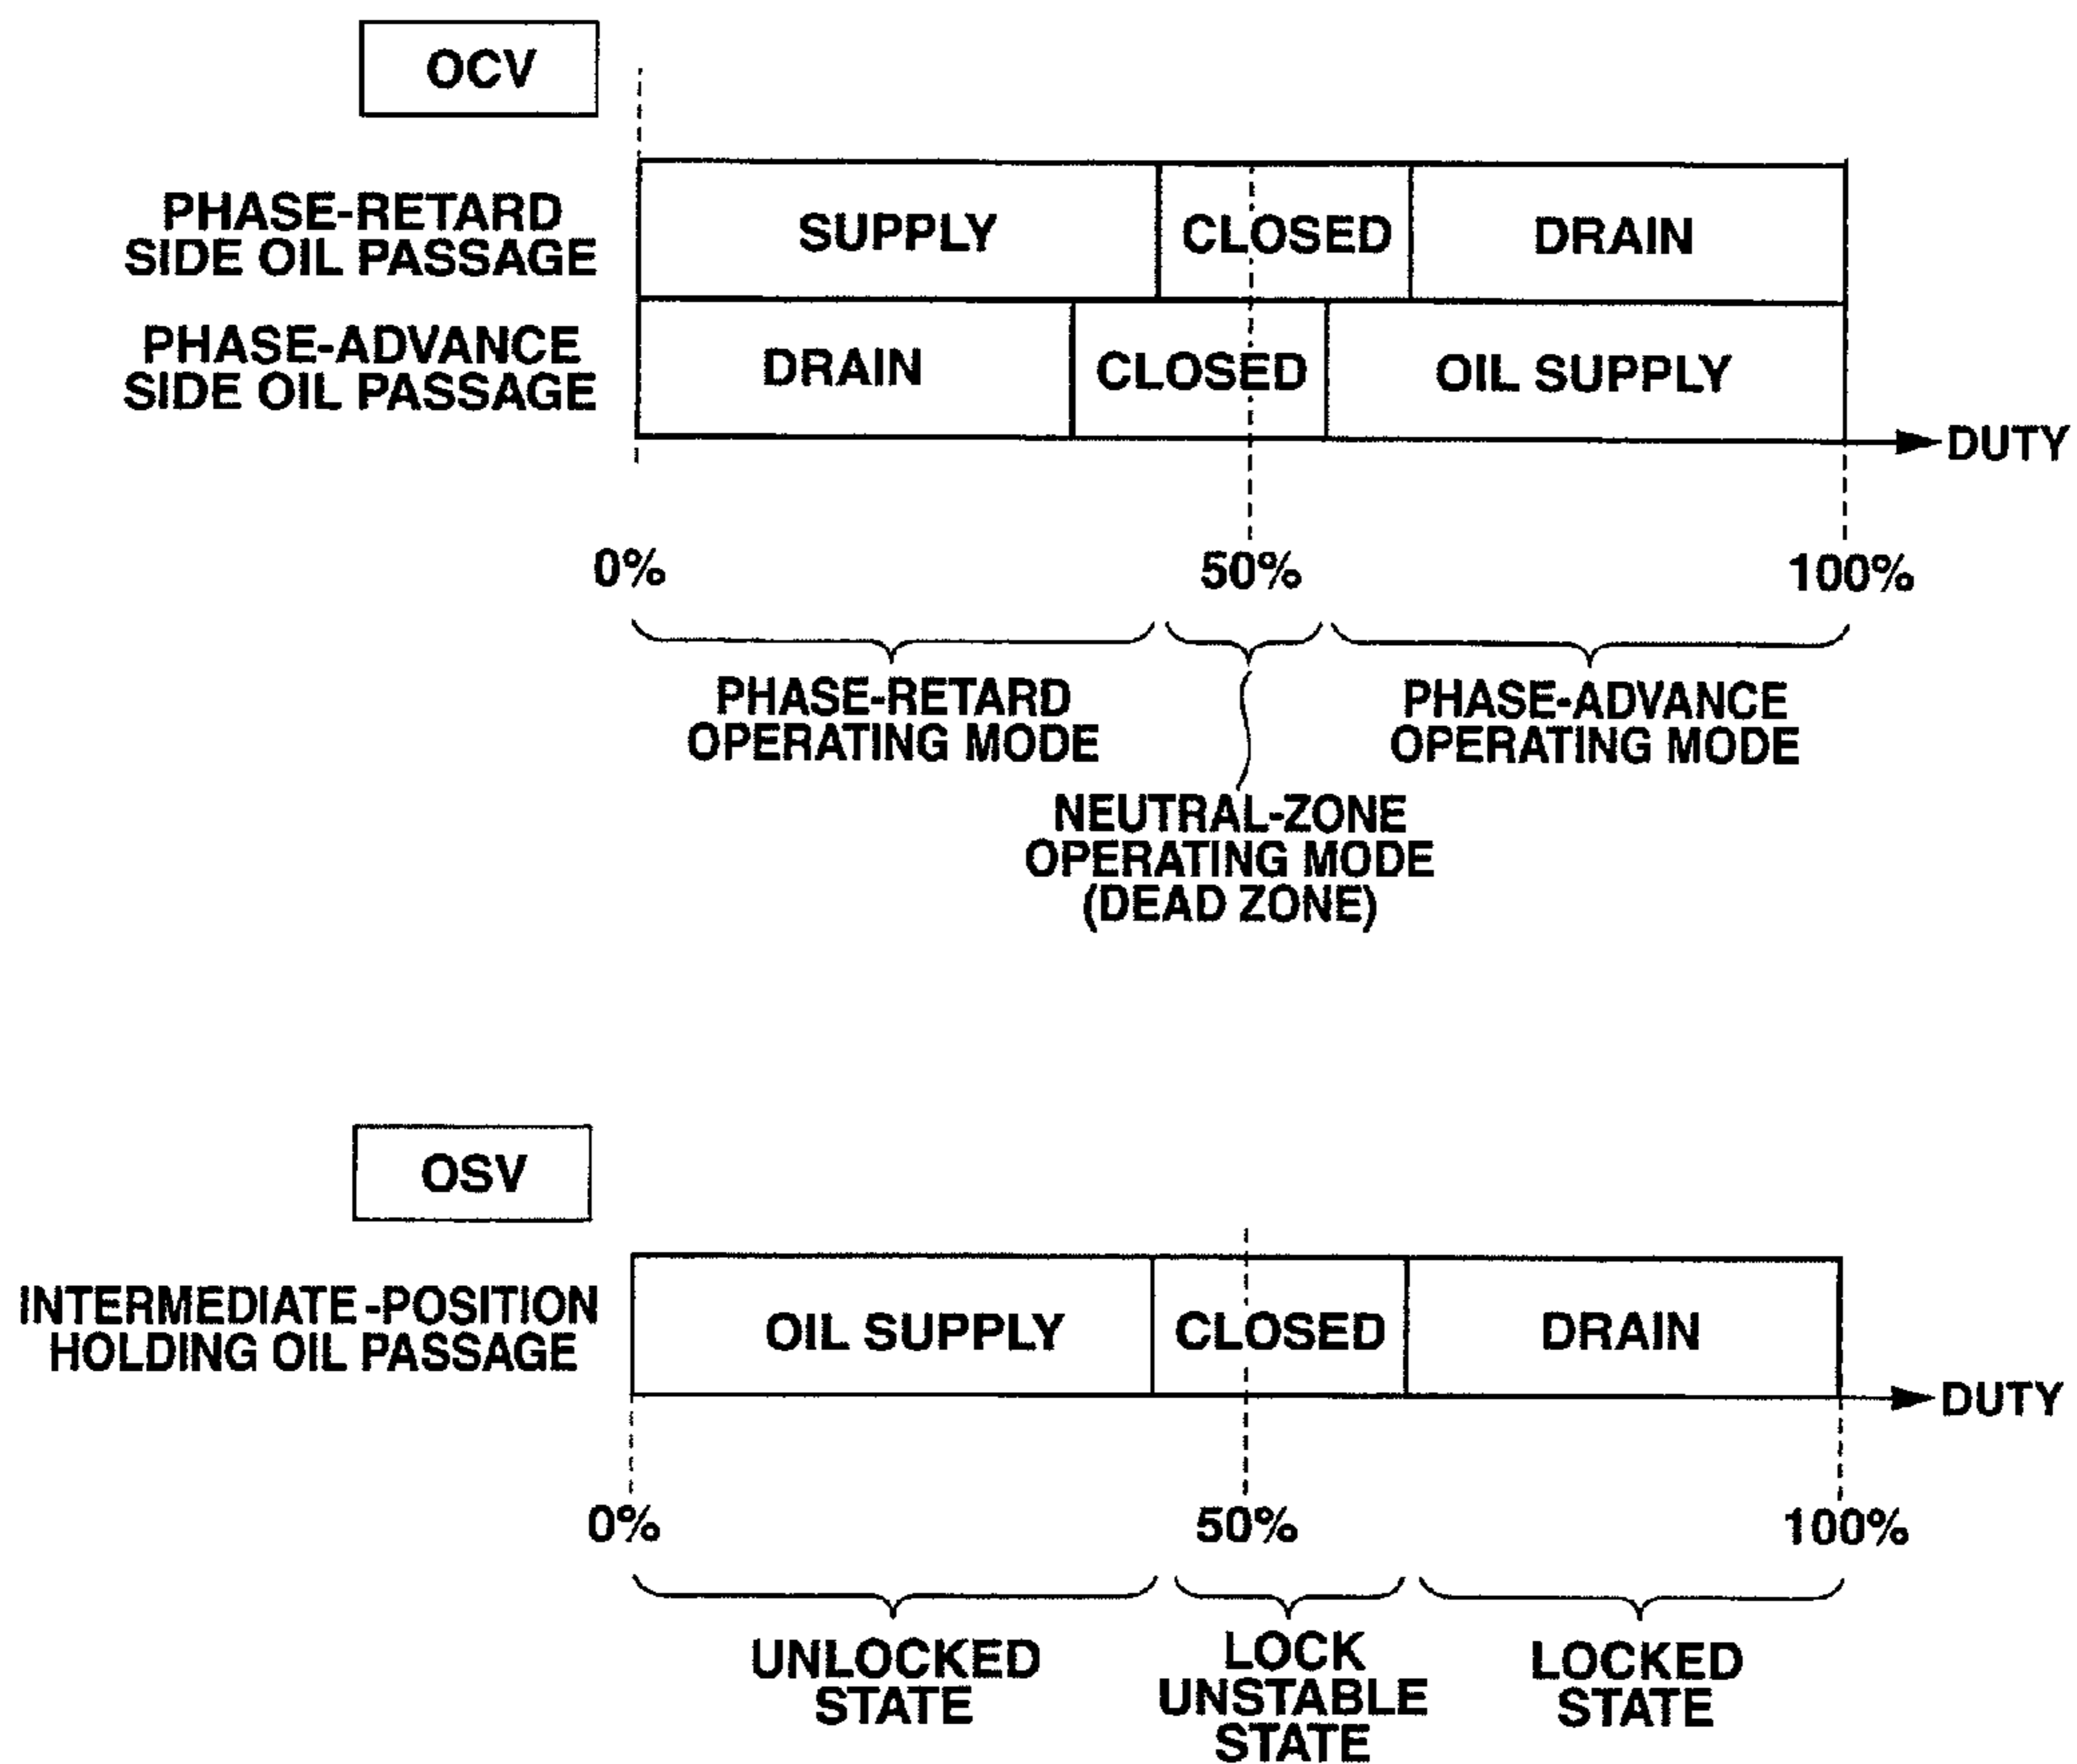 OCV
PHASE-RETARD
SIDE OIL PASSAGE
SUPPLY
CLOSED
DRAIN
PHASE-ADVANCE
SIDE OIL PASSAGE
DRAIN
CLOSED
OIL SUPPLY
DUTY
0%
50%
100%
PHASE-RETARD
OPERATING MODE
PHASE-ADVANCE
OPERATING MODE
NEUTRAL-ZONE
OPERATING MODE
(DEAD ZONE)
OSV
INTERMEDIATE-POSITION
HOLDING OIL PASSAGE
OIL SUPPLY
CLOSED
DRAIN
DUTY
0%
50%
100%
UNLOCKED
STATE
LOCK
UNSTABLE
STATE
LOCKED
STATE